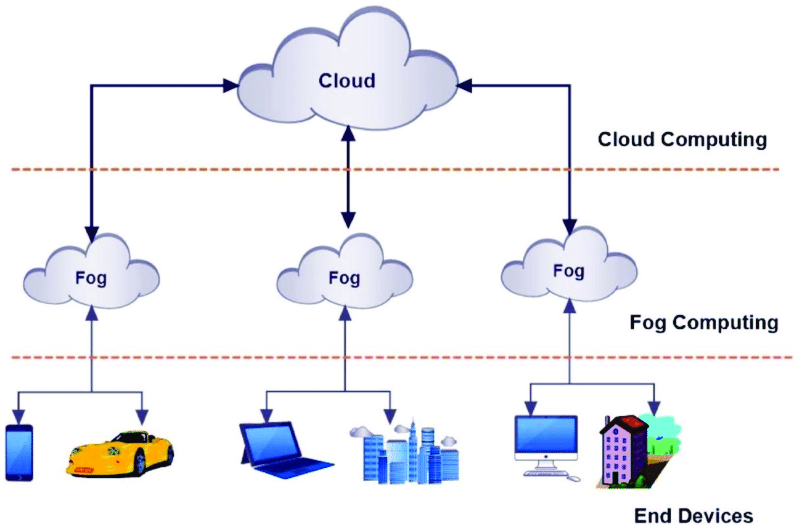 Cloud
Cloud Computing
Fog
Fog
Fog
Fog Computing
End Devices